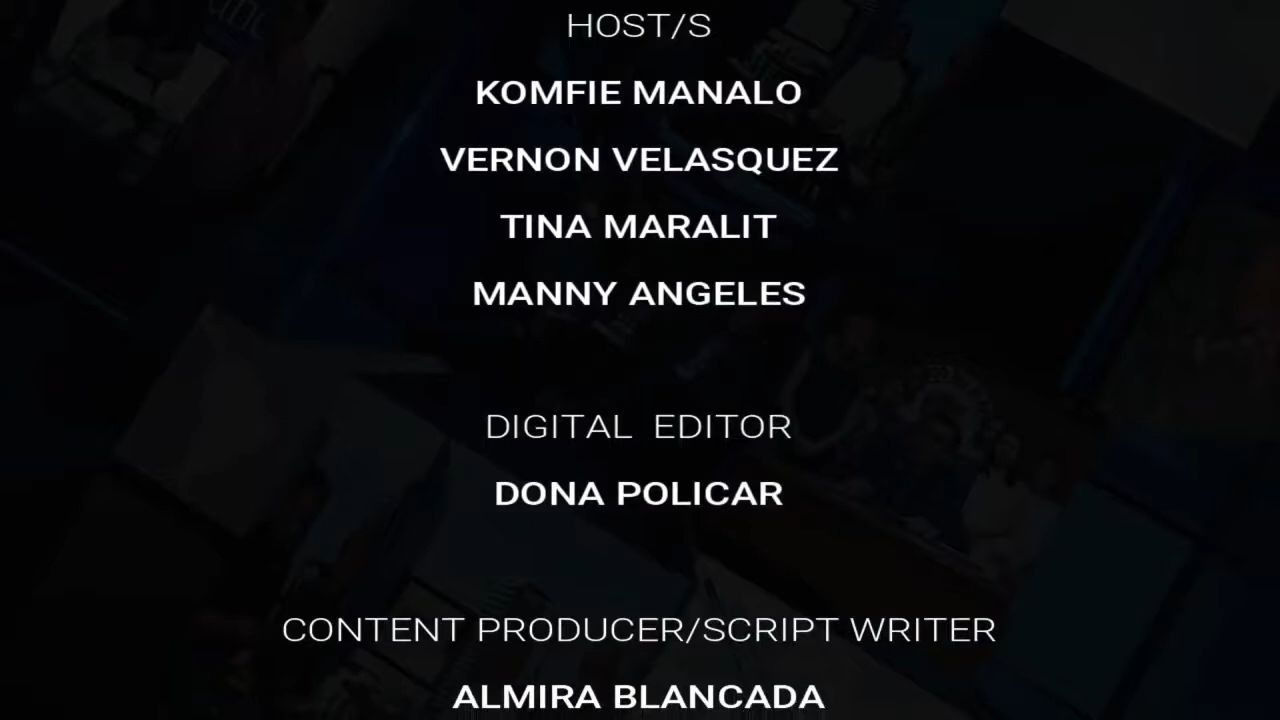 HOST/S
KOMFIE MANALO
VERNON VELASQUEZ
TINA MARALIT
MANNY ANGELES
DIGITAL EDITOR
DONA POLICAR
CONTENT PRODUCER/SCRIPT WRITER
ALMIRA BLANCADA